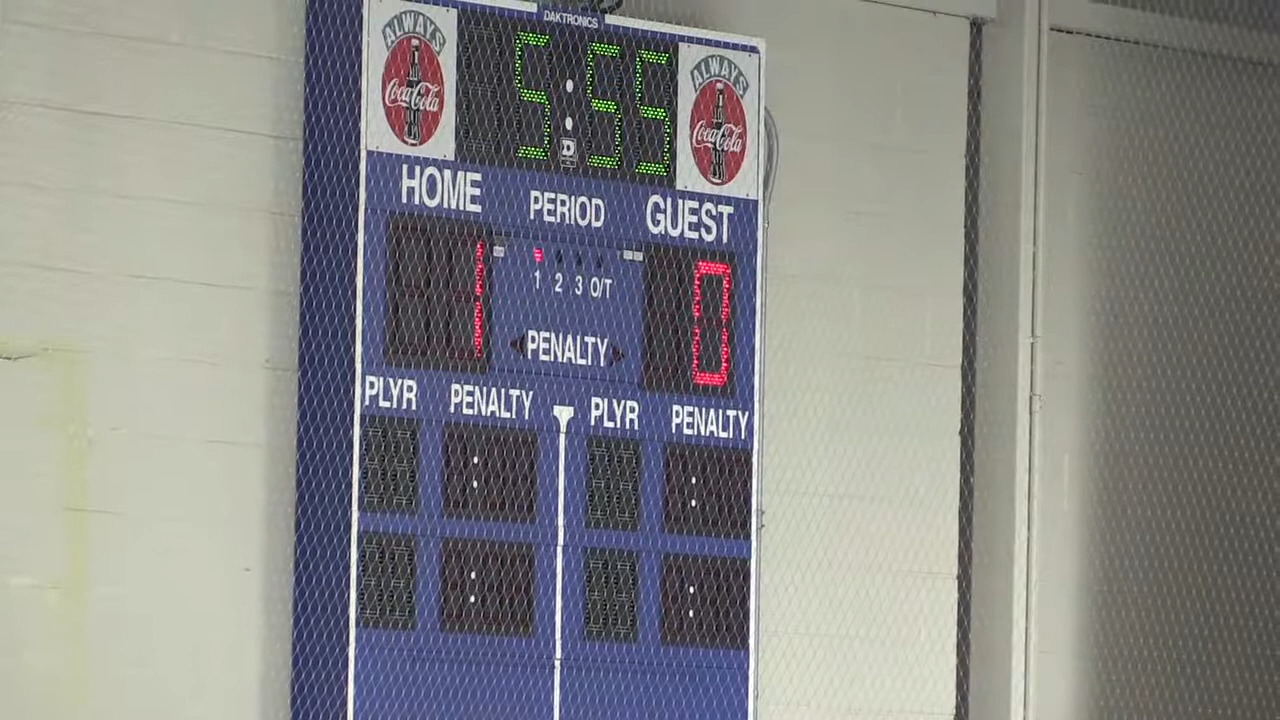 DAKTRONICS
ALWAYS
Coca-Cola
5:55
D
ALWAYS
Coca-Cola
HOME PERIOD GUEST
1 0
1 2 3 O/T
PENALTY
PLYR PENALTY PLYR PENALTY
: :
: :